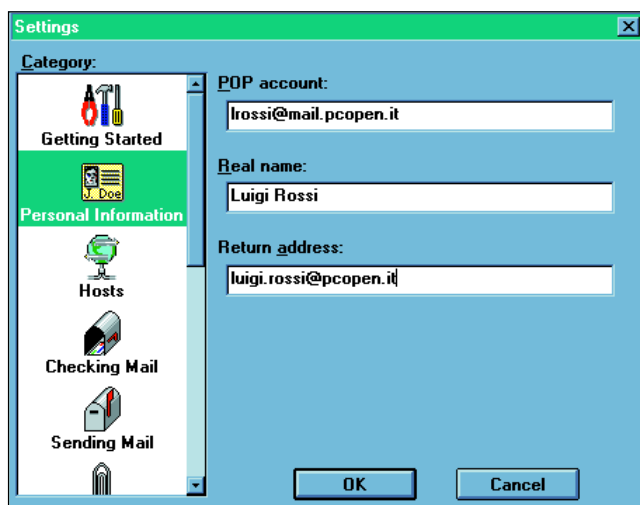 Settings
Category:
Getting Started
J. Doe
Personal Information
Hosts
Checking Mail
Sending Mail
POP account:
lrossi@mail.pcopen.it
Real name:
Luigi Rossi
Return address:
luigi.rossi@pcopen.it
OK
Cancel